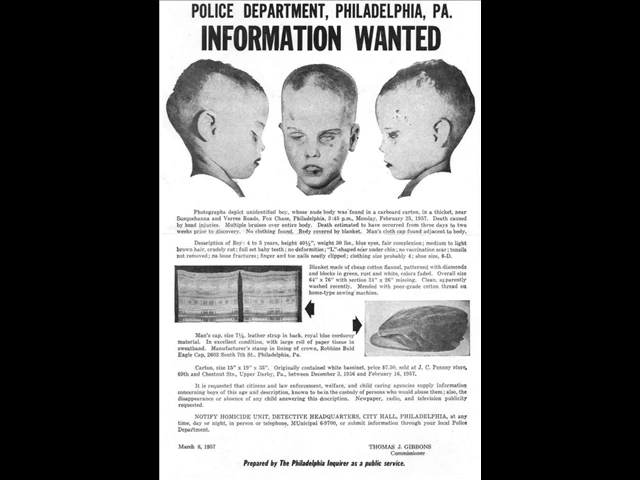 POLICE DEPARTMENT, PHILADELPHIA, PA.
INFORMATION WANTED
Photographs depict unidentified boy, whose nude body was found in a carboard carton, in a thicket, near
Susquehanna and Verree Roads, Fox Chase, Philadelphia, 3:45 p.m., Monday, February 25, 1957. Death caused
by head injuries. Multiple bruises over entire body. Death estimated to have occurred from three days to two
weeks prior to discovery. No clothing found. Body covered by blanket. Man's cloth cap found adjacent to body.
Description of Boy: 4 to 5 years, height 40½", weight 30 lbs., blue eyes, fair complexion; medium to light
brown hair, crudely cut; full set baby teeth; no deformities; "L"-shaped scar under chin; no vaccination scar; tonsils
not removed; no bone fractures; finger and toe nails neatly clipped; clothing size probably 4; shoe size, 8-D.
Blanket made of cheap cotton flannel, patterned with diamonds
and blocks in green, rust and white, colors faded. Overall size
64" x 76" with section 31" x 26" missing. Clean, apparently
washed recently. Mended with poor-grade cotton thread on
home-type sewing machine.
Man's cap, size 7¼, leather strap in back, royal blue corduroy
material. In excellent condition, with large roll of paper tissue in
sweatband. Manufacturer's stamp in lining of crown, Robbins Bald
Eagle Cap, 2603 South 7th St., Philadelphia, Pa.
Carton, size 15" x 19" x 35". Originally contained white bassinet, price $7.50, sold at J. C. Penney store,
69th and Chestnut Sts., Upper Darby, Pa., between December 3, 1956 and February 16, 1957.
It is requested that citizens and law enforcement, welfare, and child caring agencies supply information
concerning boys of this age and description, known to be in the custody of persons who would abuse them; also, the
disappearance or absence of any child answering this description. Newspaper, radio, and television publicity
requested.
NOTIFY HOMICIDE UNIT, DETECTIVE HEADQUARTERS, CITY HALL, PHILADELPHIA, at any
time, day or night, in person or telephone, MUnicipal 6-9700, or submit information through your local Police
Department.
March 8, 1957
THOMAS J. GIBBONS
Commissioner
Prepared by The Philadelphia Inquirer as a public service.